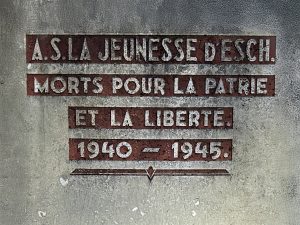 A.S. LA JEUNESSE D'ESCH.
MORTS POUR LA PATRIE
ET LA LIBERTE.
1940 – 1945.